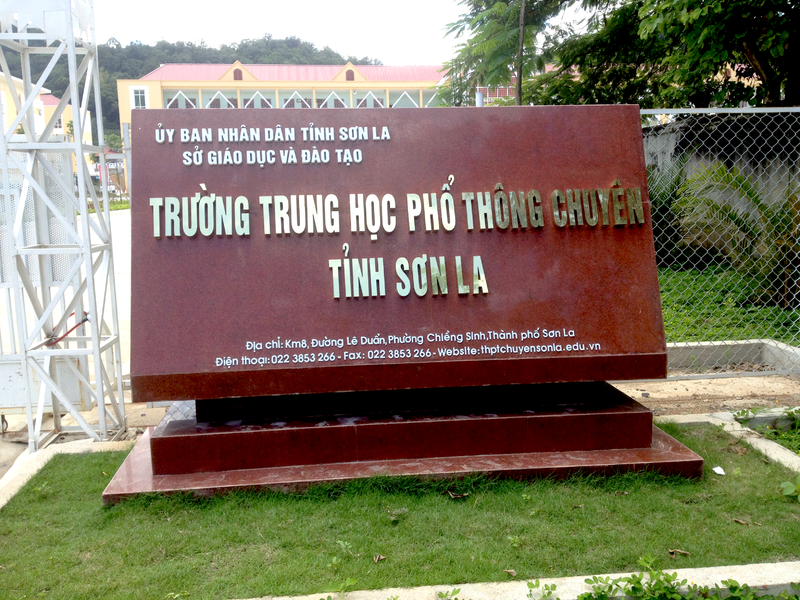 ỦY BAN NHÂN DÂN TỈNH SƠN LA
SỞ GIÁO DỤC VÀ ĐÀO TẠO
TRƯỜNG TRUNG HỌC PHỔ THÔNG CHUYÊN
TỈNH SƠN LA
Địa chỉ: Km8, Đường Lê Duẩn, Phường Chiềng Sinh, Thành phố Sơn La
Điện thoại: 022 3853 266 - Fax: 022 3853 266 - Website: thptchuyensonla.edu.vn